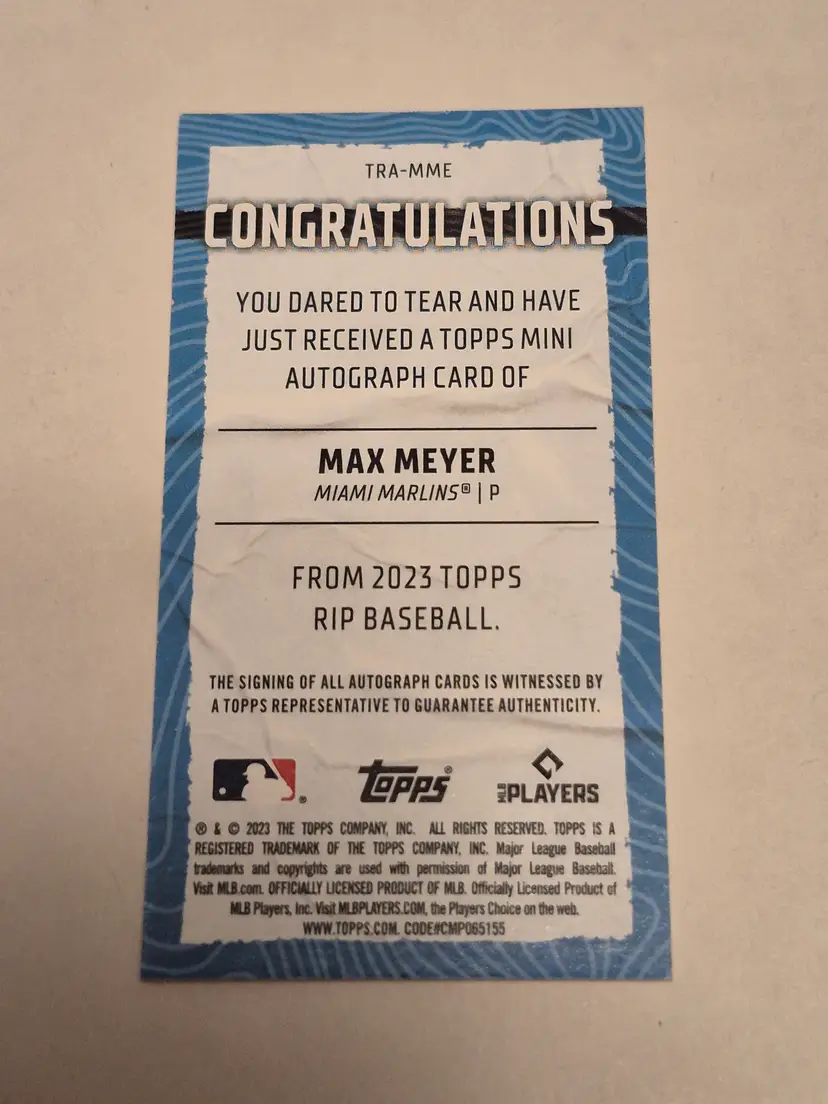 TRA-MME
CONGRATULATIONS
YOU DARED TO TEAR AND HAVE
JUST RECEIVED A TOPPS MINI
AUTOGRAPH CARD OF
MAX MEYER
MIAMI MARLINS® | P
FROM 2023 TOPPS
RIP BASEBALL.
THE SIGNING OF ALL AUTOGRAPH CARDS IS WITNESSED BY
A TOPPS REPRESENTATIVE TO GUARANTEE AUTHENTICITY.
® topps® MLB PLAYERS
® & © 2023 THE TOPPS COMPANY, INC. ALL RIGHTS RESERVED. TOPPS IS A
REGISTERED TRADEMARK OF THE TOPPS COMPANY, INC. Major League Baseball
trademarks and copyrights are used with permission of Major League Baseball.
Visit MLB.com. OFFICIALLY LICENSED PRODUCT OF MLB. Officially Licensed Product of
MLB Players, Inc. Visit MLBPLAYERS.COM, the Players Choice on the web.
WWW.TOPPS.COM. CODE#CMP065155